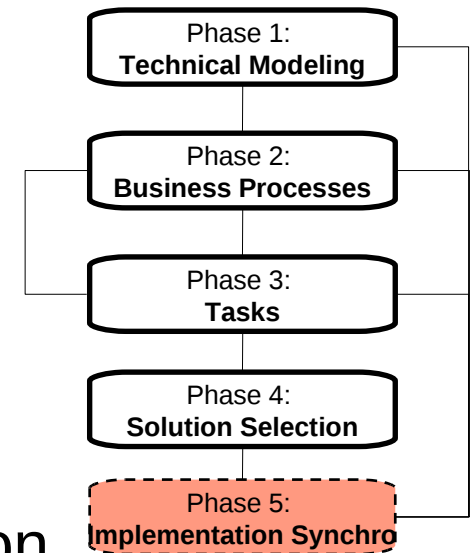 Phase 1:
Technical Modeling
Phase 2:
Business Processes
Phase 3:
Tasks
Phase 4:
Solution Selection
Phase 5:
Implementation Synchro
on